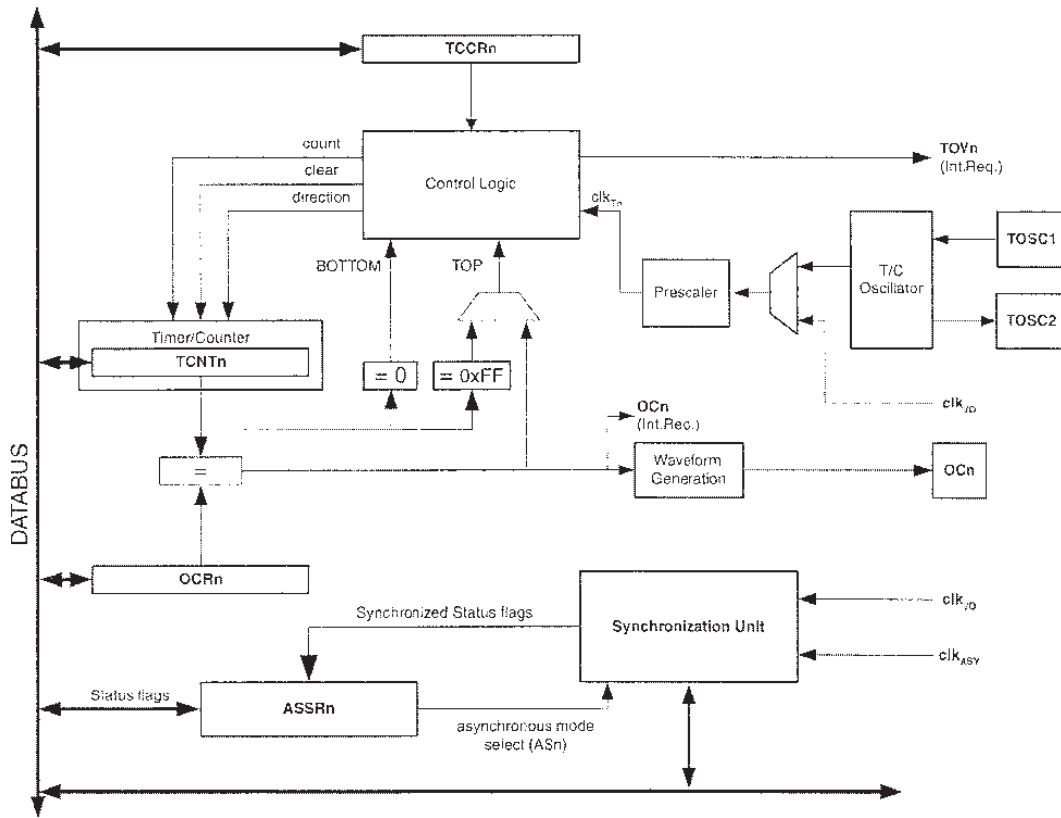 TCCRn
count
clear
direction
Control Logic
TOVn
(Int.Req.)
clkTn
TOSC1
T/C
Oscillator
BOTTOM
TOP
Prescaler
TOSC2
Timer/Counter
TCNTn
= 0
= 0xFF
clkI/O
OCn
(Int.Req.)
=
Waveform
Generation
OCn
DATABUS
OCRn
clkI/O
Synchronized Status flags
Synchronization Unit
clkASY
Status flags
ASSRn
asynchronous mode
select (ASn)